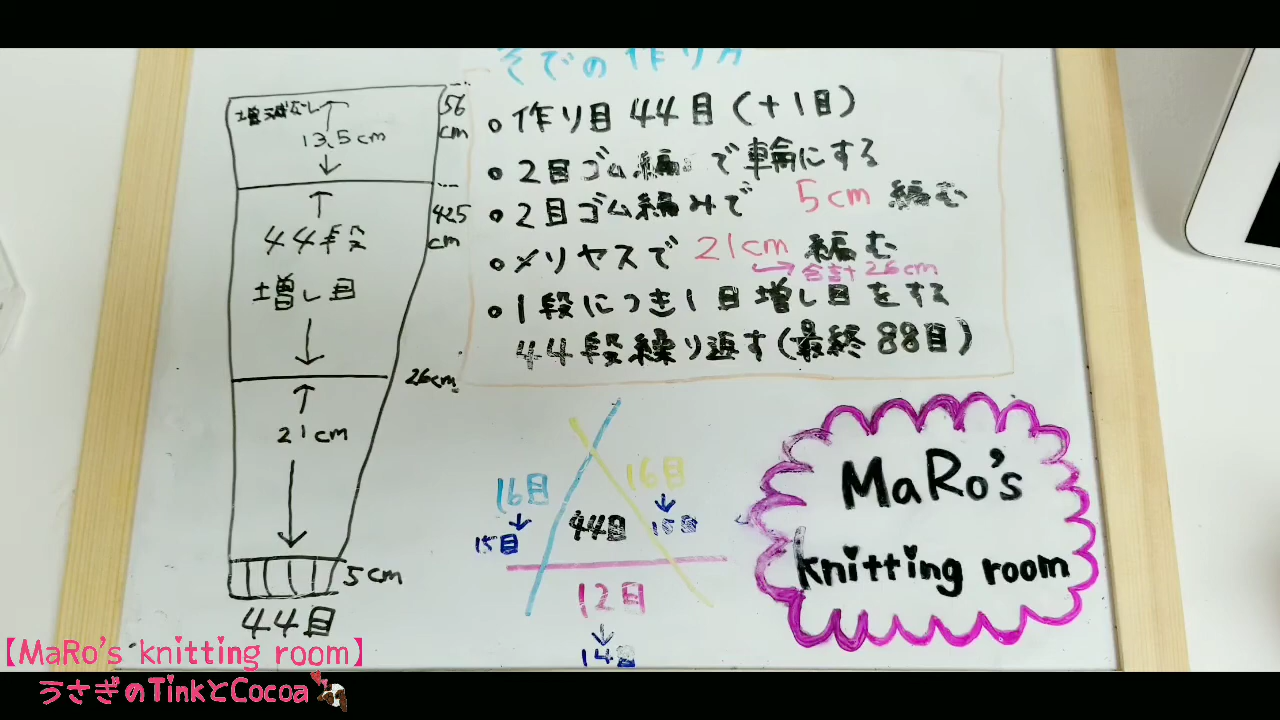 そでの作り方
・作り目 44目(+1目)
・2目ゴム編みで輪にする
・2目ゴム編みで 5cm 編む
・メリヤスで 21cm 編む
→合計 26cm
・1段につき1目増し目をする
44段繰り返す(最終 88目)
増減なし
13.5cm
56
cm
44段
増し目
42.5
cm
26cm
21cm
5cm
44目
16目
↓
15目
44目
16目
↓
15目
12目
↓
14目
MaRo's
knitting room
【MaRo's knitting room】
うさぎのTinkとCocoa